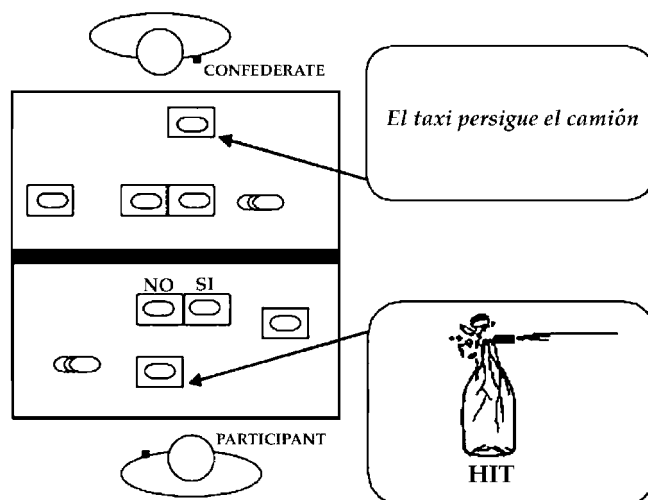 CONFEDERATE
El taxi persigue el camión
NO SI
PARTICIPANT
HIT